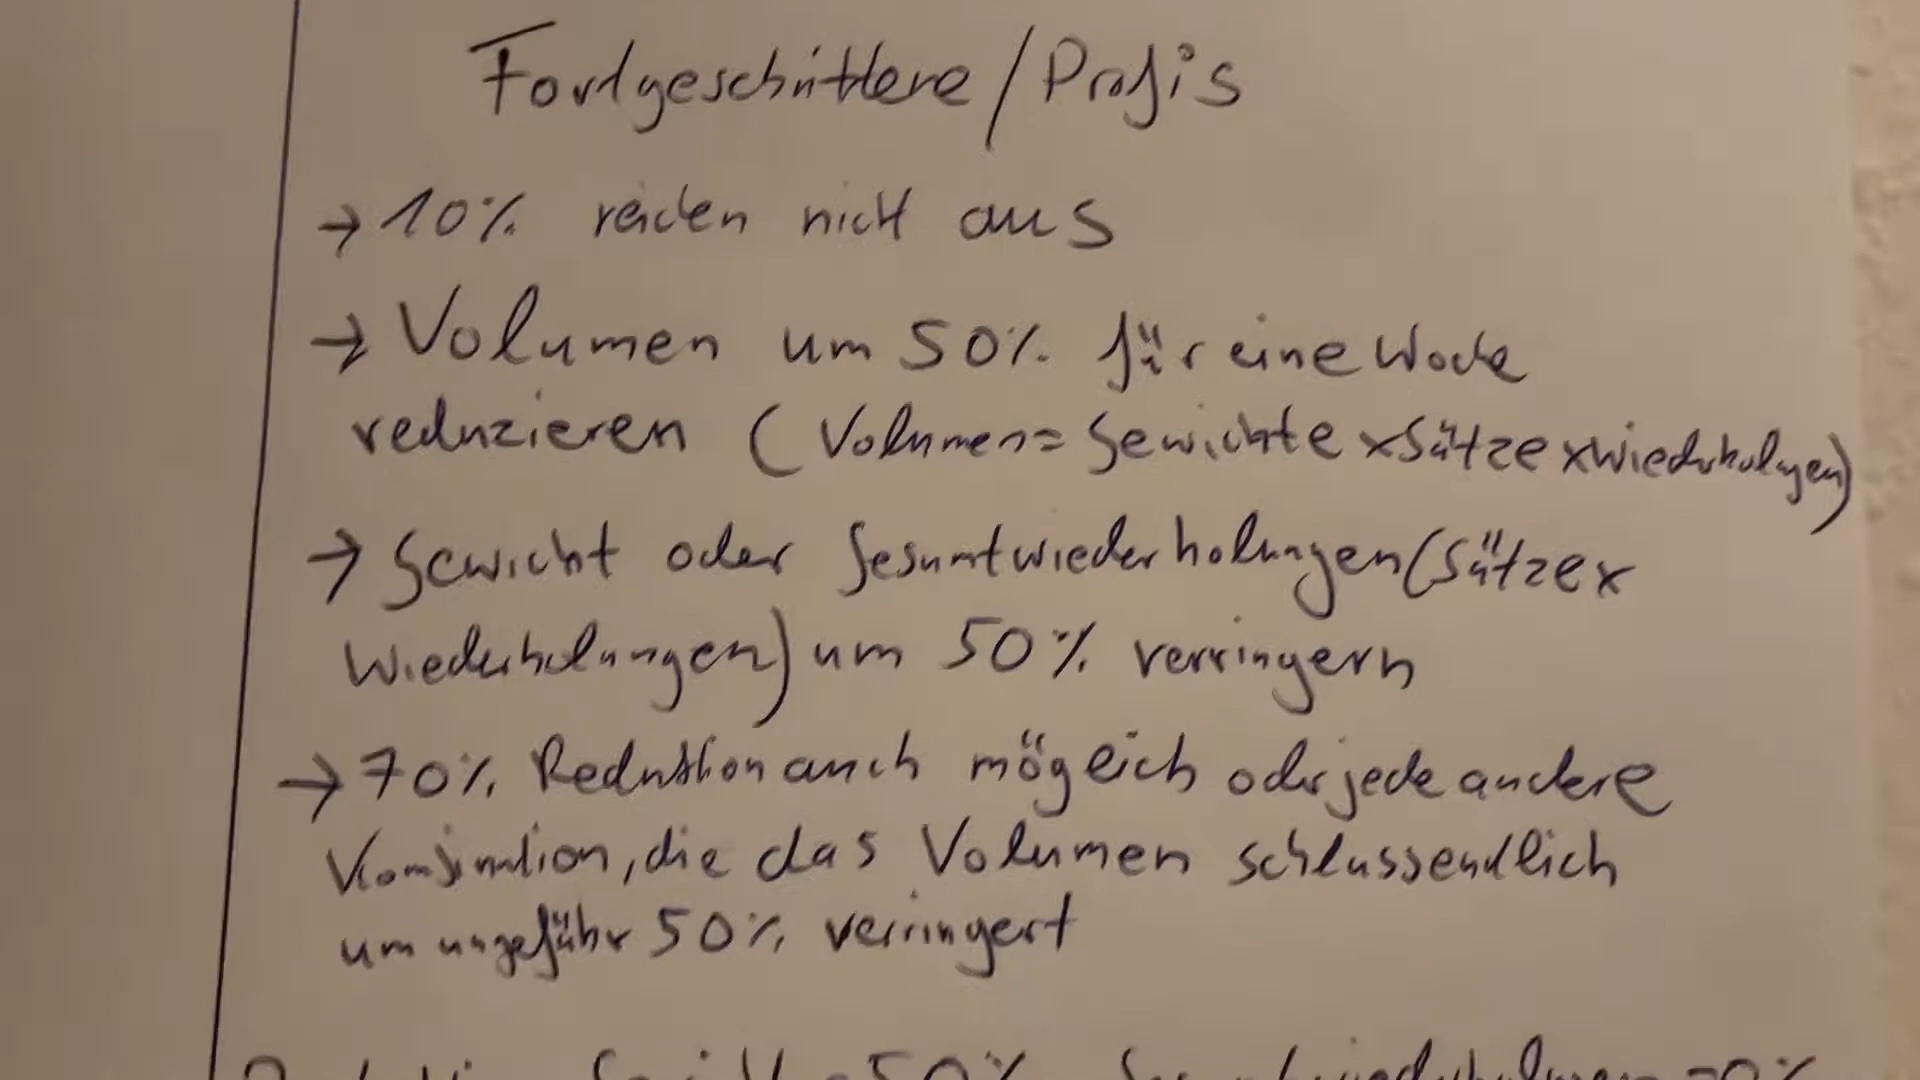 Fortgeschrittene/Profis
→ 10% reichen nicht aus
→ Volumen um 50% für eine Woche
reduzieren (Volumen= Gewichte x Sätze x Wiederholungen)
→ Gewicht oder Gesamtwiederholungen (Sätze x
Wiederholungen) um 50% verringern
→ 70% Reduktion auch möglich oder jede andere
Kombination, die das Volumen schlussendlich
um ungefähr 50% verringert
50%